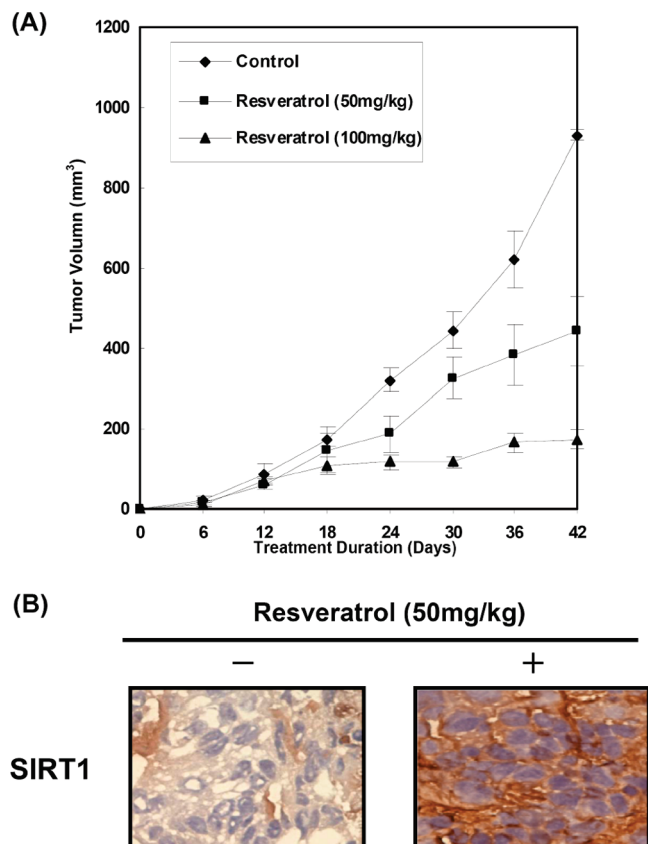 (A)
1200
1000
800
600
400
200
0
Tumor Volumn (mm³)
Control
Resveratrol (50mg/kg)
Resveratrol (100mg/kg)
0 6 12 18 24 30 36 42
Treatment Duration (Days)
(B)
Resveratrol (50mg/kg)
− +
SIRT1